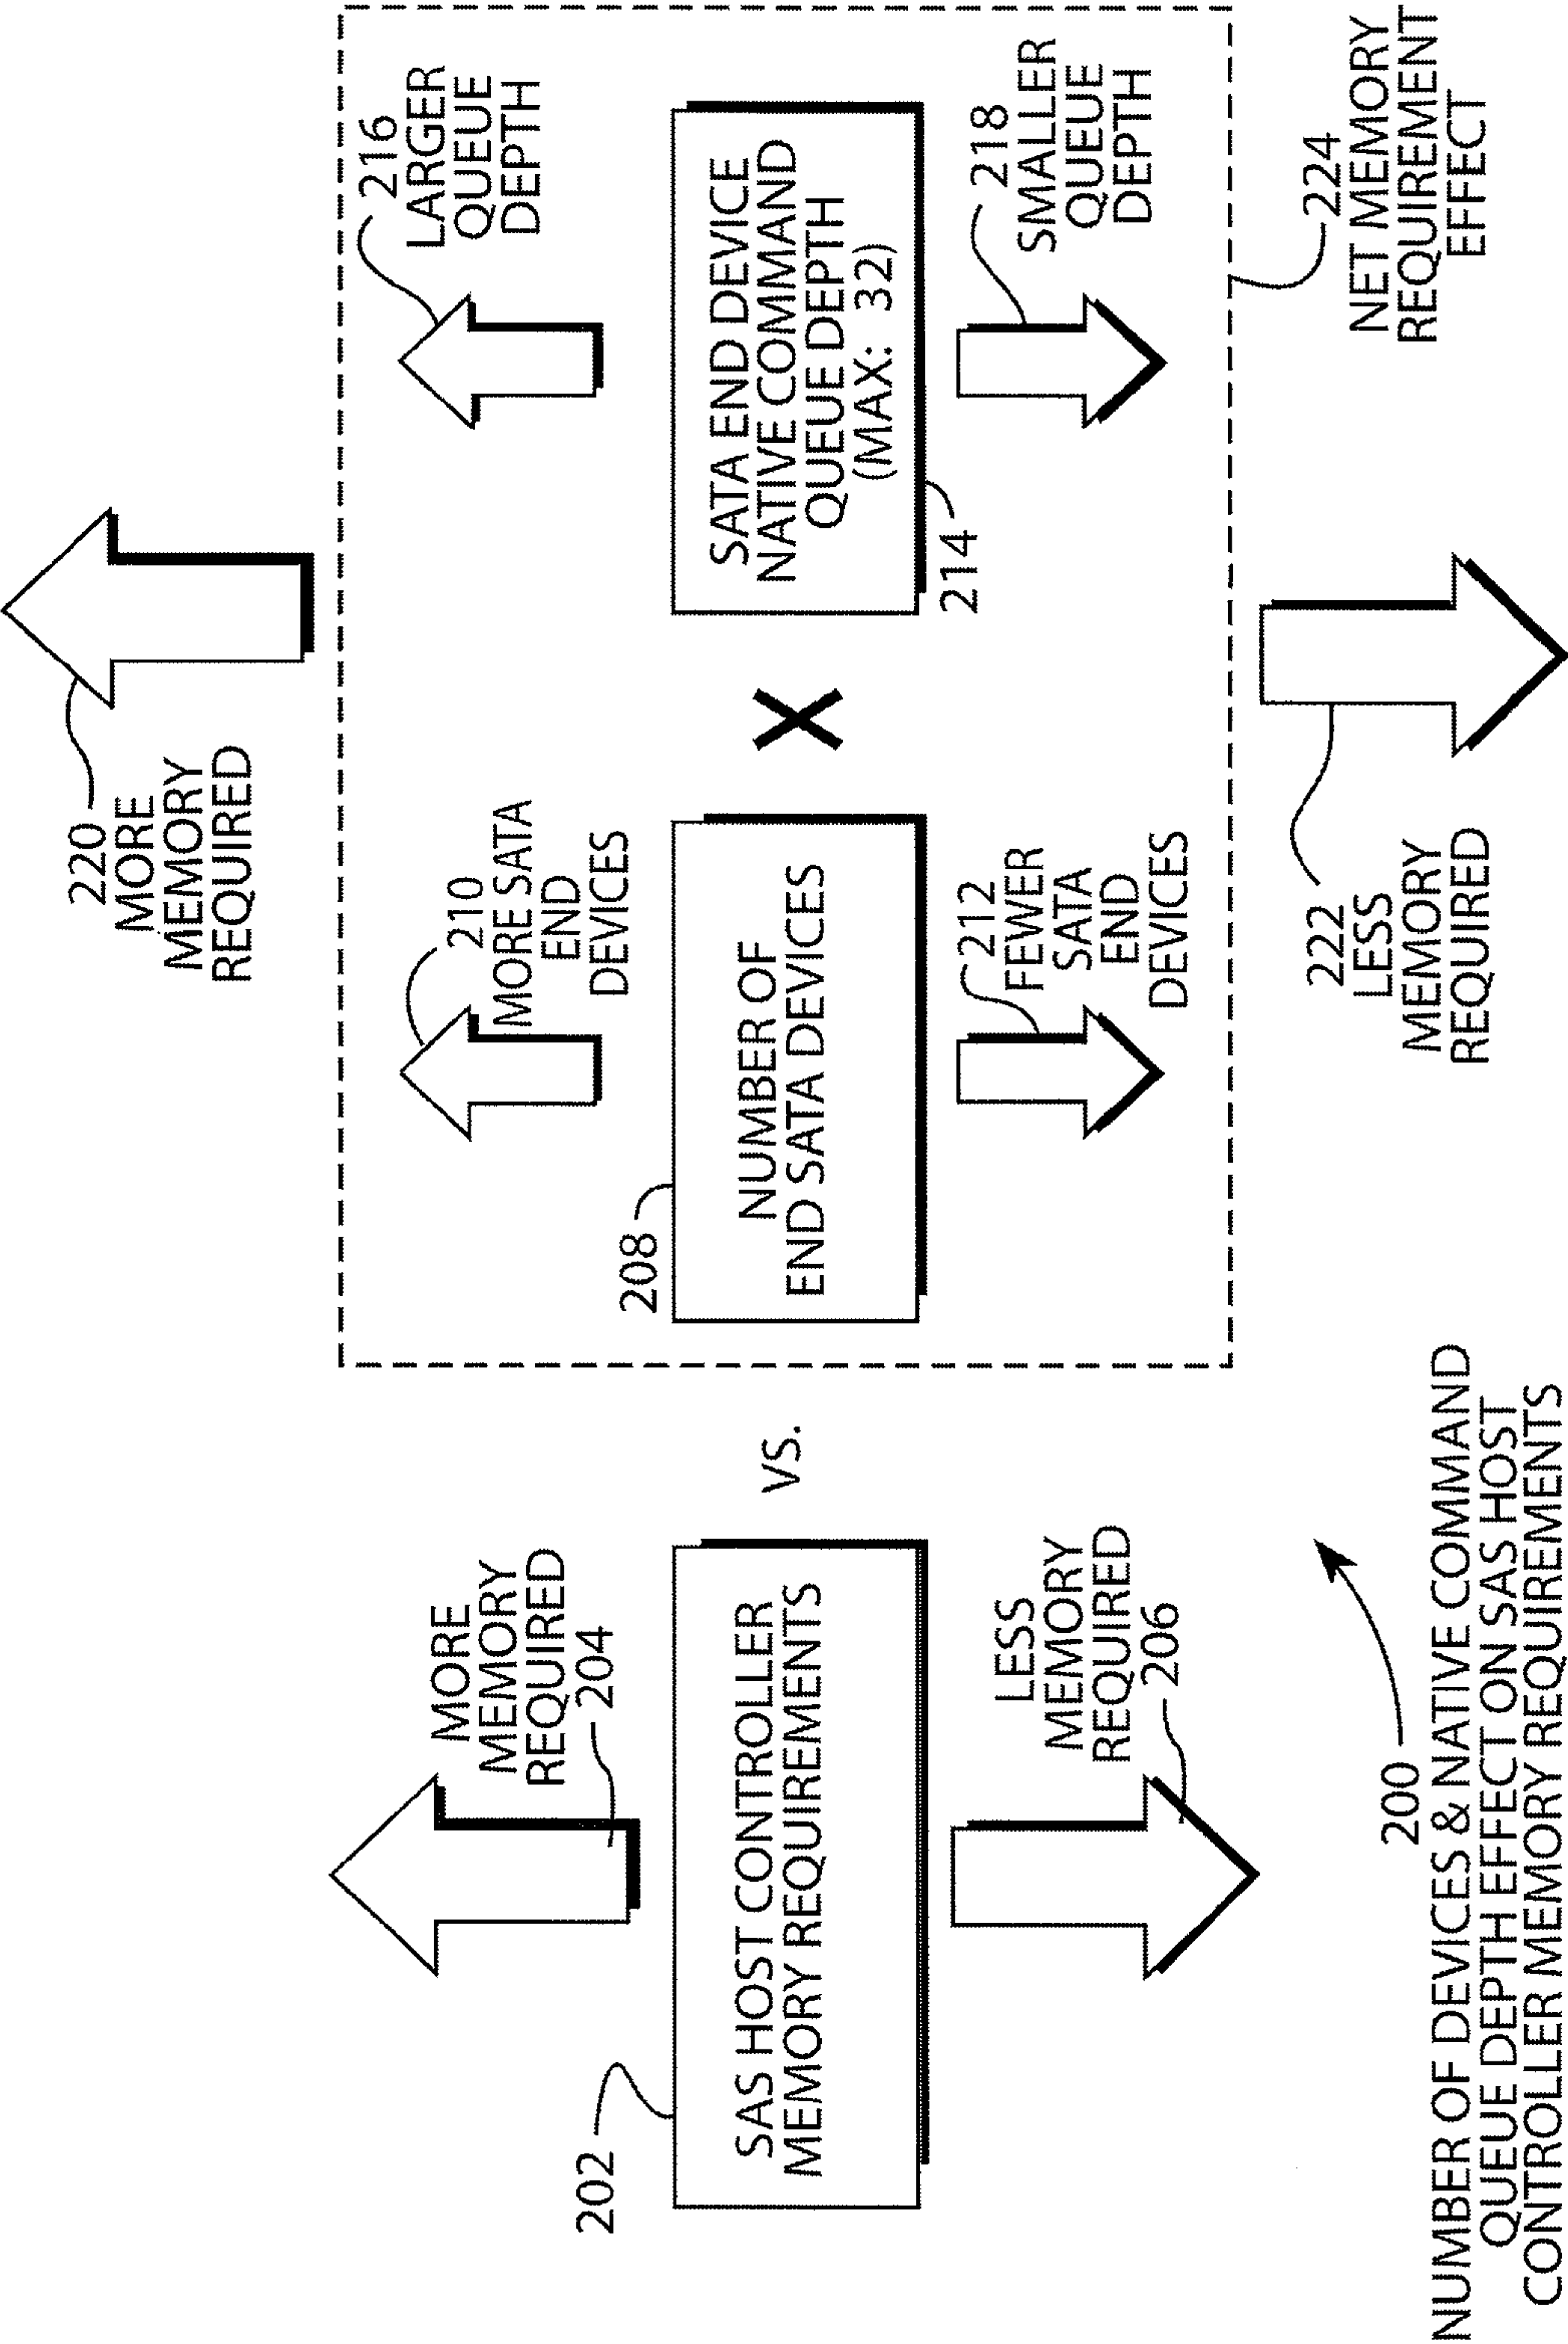 220
MORE
MEMORY
REQUIRED
MORE
MEMORY
REQUIRED
204
SAS HOST CONTROLLER
MEMORY REQUIREMENTS
202
LESS
MEMORY
REQUIRED
206
VS.
210
MORE SATA
END
DEVICES
208
NUMBER OF
END SATA DEVICES
212
FEWER
SATA
END
DEVICES
X
216
LARGER
QUEUE
DEPTH
SATA END DEVICE
NATIVE COMMAND
QUEUE DEPTH
(MAX: 32)
214
218
SMALLER
QUEUE
DEPTH
222
LESS
MEMORY
REQUIRED
224
NET MEMORY
REQUIREMENT
EFFECT
200
NUMBER OF DEVICES & NATIVE COMMAND
QUEUE DEPTH EFFECT ON SAS HOST
CONTROLLER MEMORY REQUIREMENTS